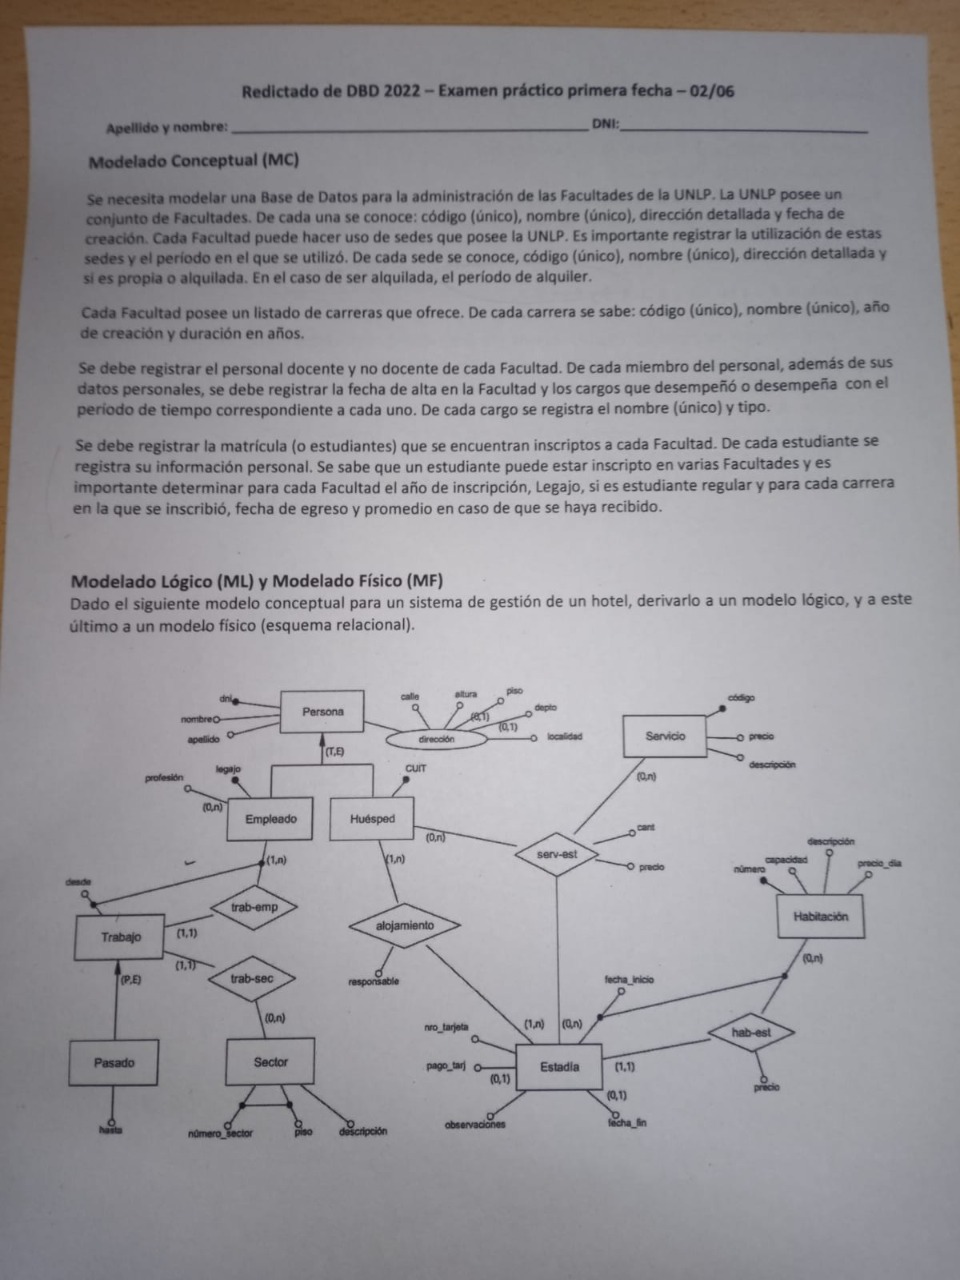 Redictado de DBD 2022 – Examen práctico primera fecha – 02/06
Apellido y nombre: DNI:
Modelado Conceptual (MC)
Se necesita modelar una Base de Datos para la administración de las Facultades de la UNLP. La UNLP posee un
conjunto de Facultades. De cada una se conoce: código (único), nombre (único), dirección detallada y fecha de
creación. Cada Facultad puede hacer uso de sedes que posee la UNLP. Es importante registrar la utilización de estas
sedes y el período en el que se utilizó. De cada sede se conoce, código (único), nombre (único), dirección detallada y
si es propia o alquilada. En el caso de ser alquilada, el período de alquiler.
Cada Facultad posee un listado de carreras que ofrece. De cada carrera se sabe: código (único), nombre (único), año
de creación y duración en años.
Se debe registrar el personal docente y no docente de cada Facultad. De cada miembro del personal, además de sus
datos personales, se debe registrar la fecha de alta en la Facultad y los cargos que desempeñó o desempeña con el
período de tiempo correspondiente a cada uno. De cada cargo se registra el nombre (único) y tipo.
Se debe registrar la matrícula (o estudiantes) que se encuentran inscriptos a cada Facultad. De cada estudiante se
registra su información personal. Se sabe que un estudiante puede estar inscripto en varias Facultades y es
importante determinar para cada Facultad el año de inscripción, Legajo, si es estudiante regular y para cada carrera
en la que se inscribió, fecha de egreso y promedio en caso de que se haya recibido.
Modelado Lógico (ML) y Modelado Físico (MF)
Dado el siguiente modelo conceptual para un sistema de gestión de un hotel, derivarlo a un modelo lógico, y a este
último a un modelo físico (esquema relacional).
dni
nombre
apellido
Persona
calle
altura
piso
(0,1)
depto
(0,1)
dirección
localidad
código
Servicio
precio
descripción
(T,E)
profesión
legajo
CUIT
(0,n)
(0,n)
Empleado
Huésped
(0,n)
cant
serv-est
precio
(1,n)
(1,n)
descripción
capacidad
número
precio_dia
Habitación
desde
trab-emp
alojamiento
Trabajo
(1,1)
(1,1)
(0,n)
(P,E)
trab-sec
responsable
fecha_inicio
(0,n)
nro_tarjeta
(1,n)
(0,n)
hab-est
Pasado
Sector
pago_tarj
(0,1)
Estadía
(1,1)
precio
(0,1)
hasta
número_sector
piso
descripción
observaciones
fecha_fin